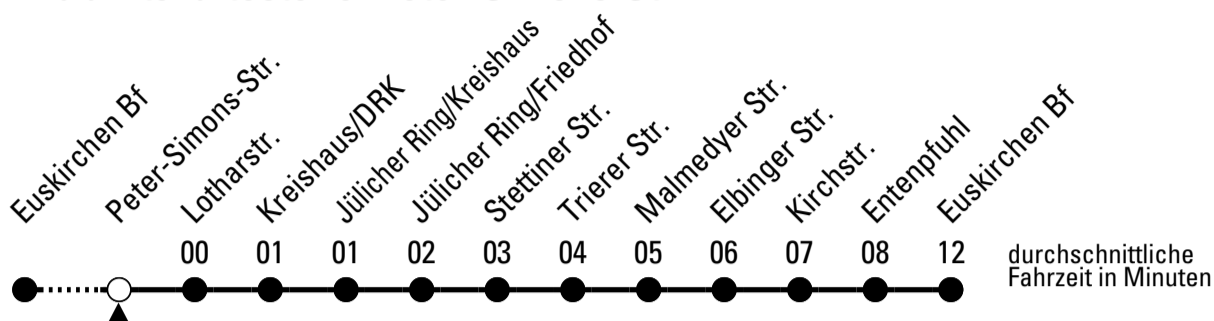 Euskirchen Bf
Peter-Simons-Str.
Lotharstr.
Kreishaus/DRK
Jülicher Ring/Kreishaus
Jülicher Ring/Friedhof
Stettiner Str.
Trierer Str.
Malmedyer Str.
Elbinger Str.
Kirchstr.
Entenpfuhl
Euskirchen Bf
00 01 01 02 03 04 05 06 07 08 12
durchschnittliche
Fahrzeit in Minuten